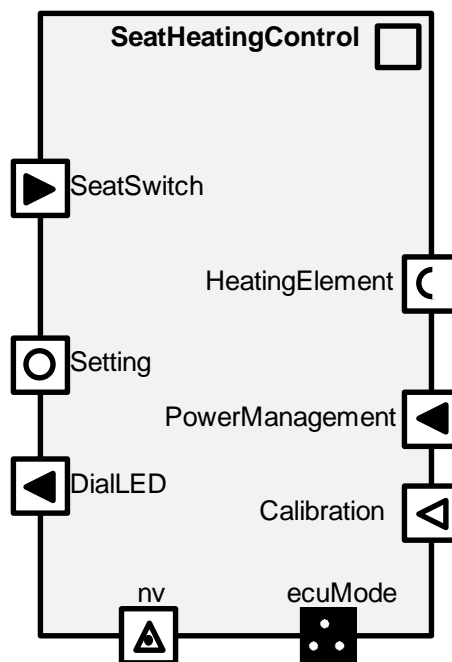 SeatHeatingControl
SeatSwitch
HeatingElement
Setting
PowerManagement
DialLED
Calibration
nv
ecuMode